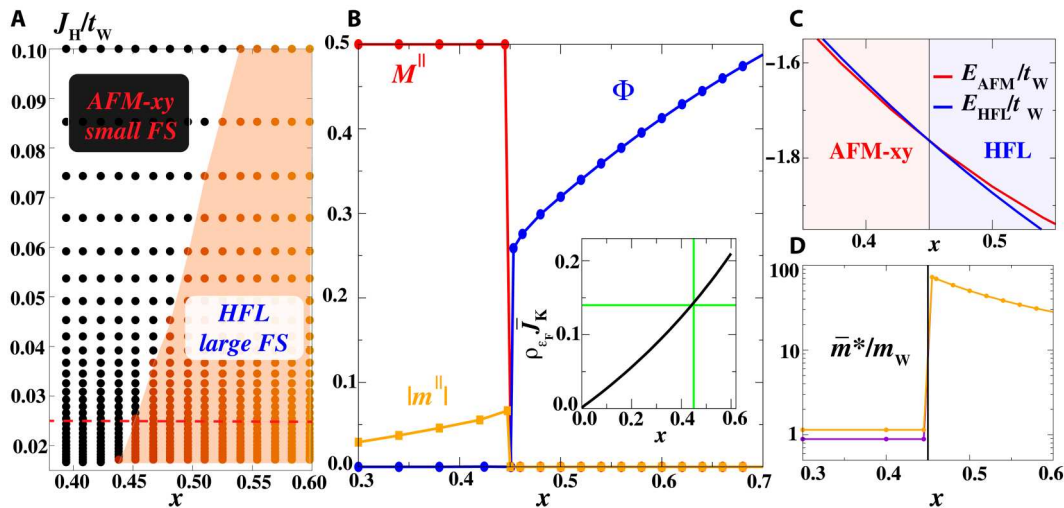 A
J_H/t_W
0.10
0.09
0.08
0.07
0.06
0.05
0.04
0.03
0.02
AFM-xy
small FS
HFL
large FS
0.40 0.45 0.50 0.55 0.60
x
B
0.5
0.4
0.3
0.2
0.1
0.0
M^∥
Φ
|m^∥|
0.3 0.4 0.5 0.6 0.7
x
ρ_{ε_F} J̄_K
0.2
0.1
0.0
0.0 0.2 0.4 0.6
x
C
−1.6
−1.8
E_AFM/t_W
E_HFL/t_W
AFM-xy
HFL
0.4 0.5
x
D
100
10
1
m̄*/m_W
0.3 0.4 0.5 0.6
x